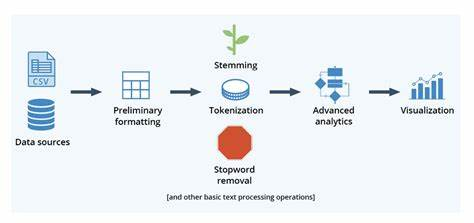 CSV
Data sources
Preliminary
formatting
Stemming
Tokenization
Stopword
removal
[and other basic text processing operations]
Advanced
analytics
Visualization